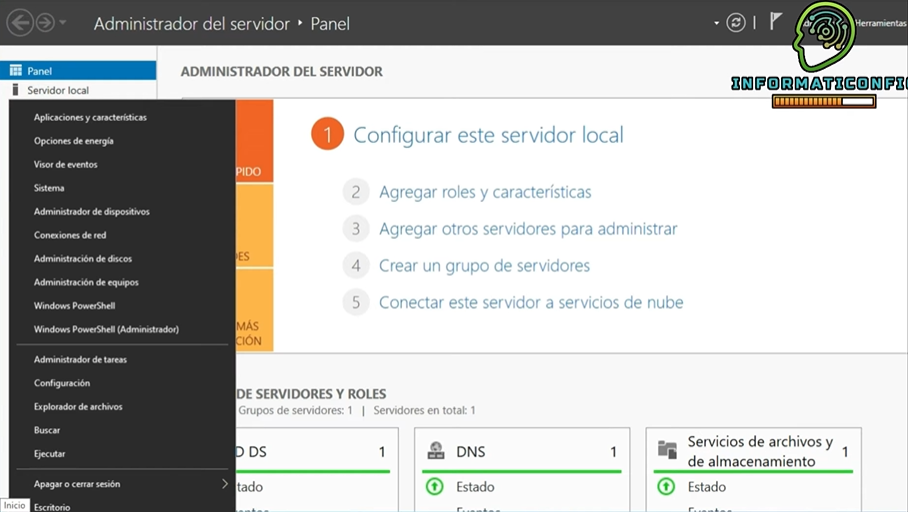 Administrador del servidor ‣ Panel
Herramientas
INFORMATICONFI
Panel
Servidor local
ADMINISTRADOR DEL SERVIDOR
Aplicaciones y características
Opciones de energía
Visor de eventos
Sistema
Administrador de dispositivos
Conexiones de red
Administración de discos
Administración de equipos
Windows PowerShell
Windows PowerShell (Administrador)
Administrador de tareas
Configuración
Explorador de archivos
Buscar
Ejecutar
Apagar o cerrar sesión
Escritorio
Inicio
PIDO
ES
MÁS
CIÓN
1 Configurar este servidor local
2 Agregar roles y características
3 Agregar otros servidores para administrar
4 Crear un grupo de servidores
5 Conectar este servidor a servicios de nube
DE SERVIDORES Y ROLES
Grupos de servidores: 1 | Servidores en total: 1
D DS 1
tado
DNS 1
Estado
Servicios de archivos y
de almacenamiento 1
Estado